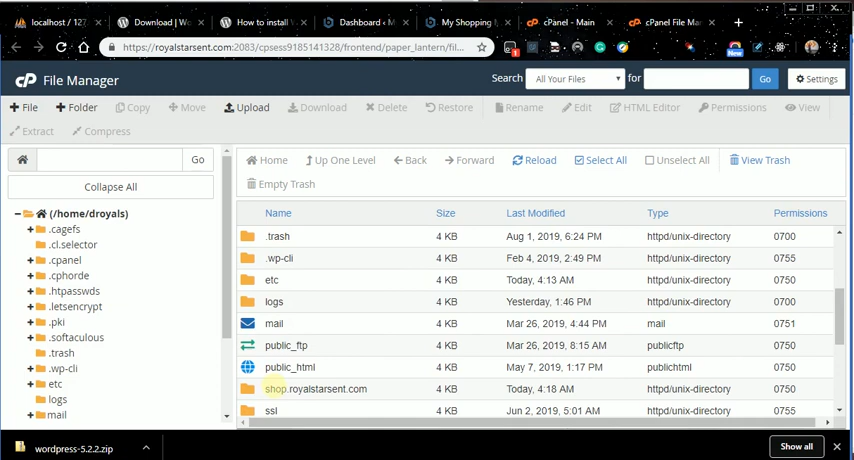 localhost / 127
Download | Wo
How to install W
Dashboard ‹ M
My Shopping
cPanel - Main
cPanel File Ma
https://royalstarsent.com:2083/cpsess9185141328/frontend/paper_lantern/fil...
1
New
cP File Manager
Search All Your Files for Go Settings
File Folder Copy Move Upload Download Delete Restore Rename Edit HTML Editor Permissions View
Extract Compress
Go
Collapse All
(/home/droyals)
.cagefs
.cl.selector
.cpanel
.cphorde
.htpasswds
.letsencrypt
.pki
.softaculous
.trash
.wp-cli
etc
logs
mail
Home Up One Level Back Forward Reload Select All Unselect All View Trash
Empty Trash
Name Size Last Modified Type Permissions
.trash 4 KB Aug 1, 2019, 6:24 PM httpd/unix-directory 0700
.wp-cli 4 KB Feb 4, 2019, 2:49 PM httpd/unix-directory 0755
etc 4 KB Today, 4:13 AM httpd/unix-directory 0750
logs 4 KB Yesterday, 1:46 PM httpd/unix-directory 0700
mail 4 KB Mar 26, 2019, 4:44 PM mail 0751
public_ftp 4 KB Mar 26, 2019, 8:15 AM publicftp 0750
public_html 4 KB May 7, 2019, 1:17 PM publichtml 0750
shop.royalstarsent.com 4 KB Today, 4:18 AM httpd/unix-directory 0750
ssl 4 KB Jun 2, 2019, 5:01 AM httpd/unix-directory 0755
wordpress-5.2.2.zip
Show all